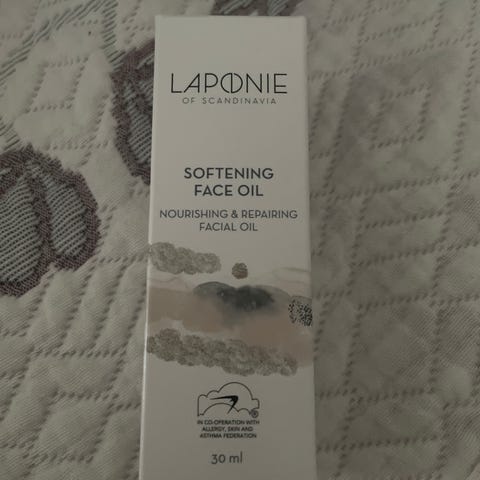 LAPONIE
OF SCANDINAVIA
SOFTENING
FACE OIL
NOURISHING & REPAIRING
FACIAL OIL
IN CO-OPERATION WITH
ALLERGY, SKIN AND
ASTHMA FEDERATION
30 ml